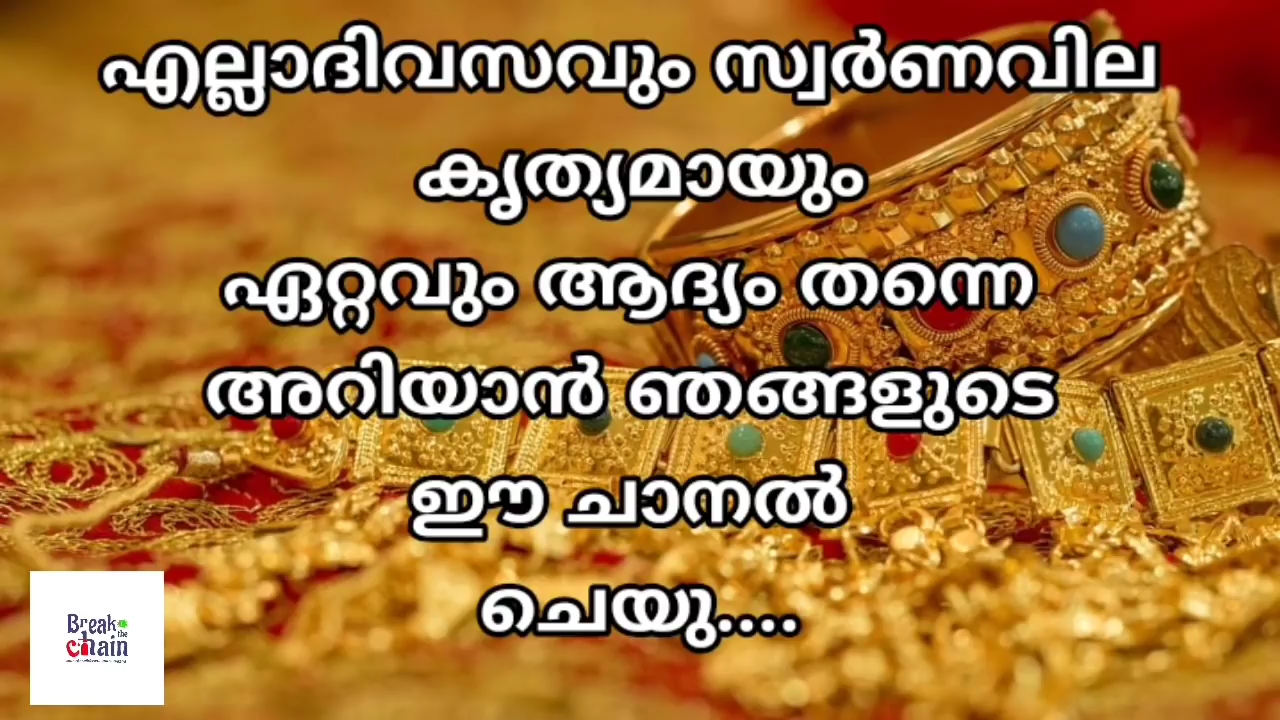 എല്ലാദിവസവും സ്വർണവില
കൃത്യമായും
ഏറ്റവും ആദ്യം തന്നെ
അറിയാൻ ഞങ്ങളുടെ
ഈ ചാനൽ
ചെയു....
Break
the
chain